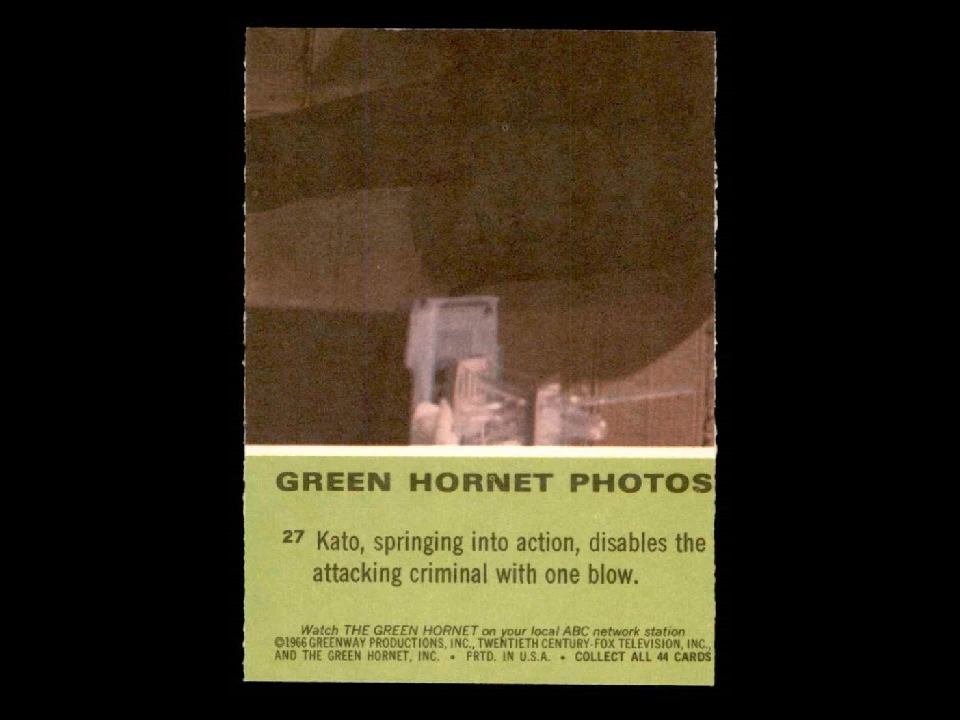 GREEN HORNET PHOTOS
27 Kato, springing into action, disables the
attacking criminal with one blow.
Watch THE GREEN HORNET on your local ABC network station
©1966 GREENWAY PRODUCTIONS, INC., TWENTIETH CENTURY-FOX TELEVISION, INC.,
AND THE GREEN HORNET, INC. • PRTD. IN U.S.A. • COLLECT ALL 44 CARDS